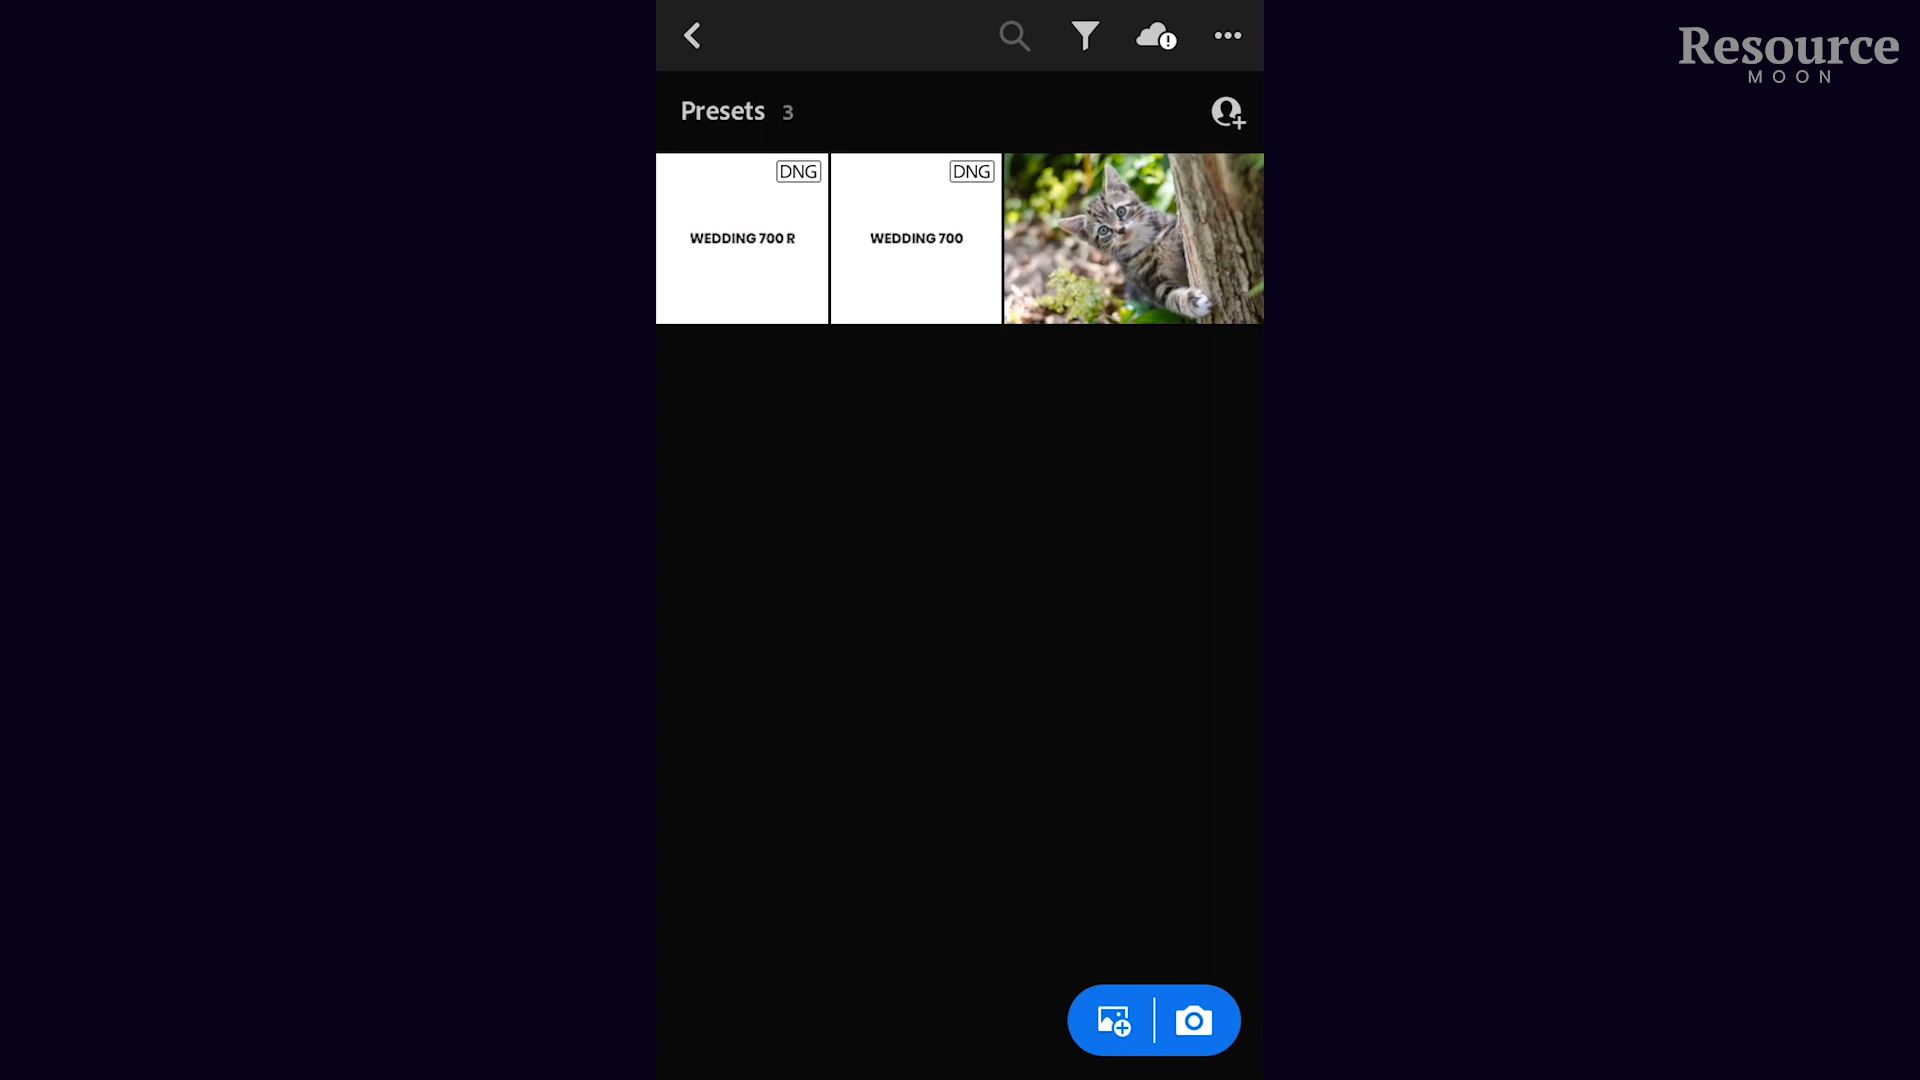 Resource
MOON
Presets 3
DNG
DNG
WEDDING 700 R
WEDDING 700